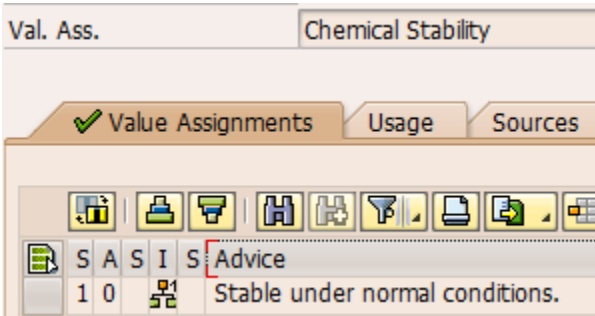 Val. Ass. Chemical Stability
Value Assignments Usage Sources
S A S I S Advice
1 0 Stable under normal conditions.